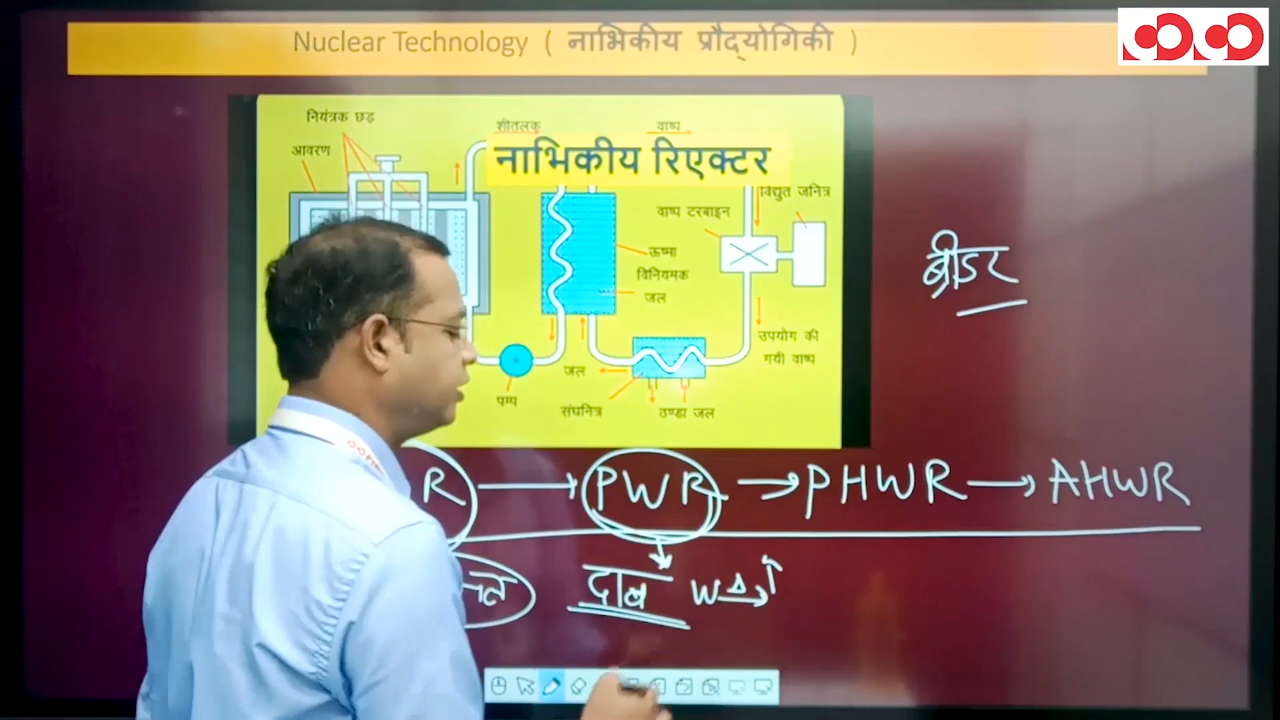 Nuclear Technology ( नाभिकीय प्रौद्योगिकी )
नियंत्रक छड़
आवरण
शीतलक
वाष्प
नाभिकीय रिएक्टर
विद्युत जनित्र
वाष्प टरबाइन
ऊष्मा
विनियमक
जल
उपयोग की
गयी वाष्प
जल
पम्प
संघनित्र
ठण्डा जल
ब्रीडर
R → PWR → PHWR → AHWR
दाब